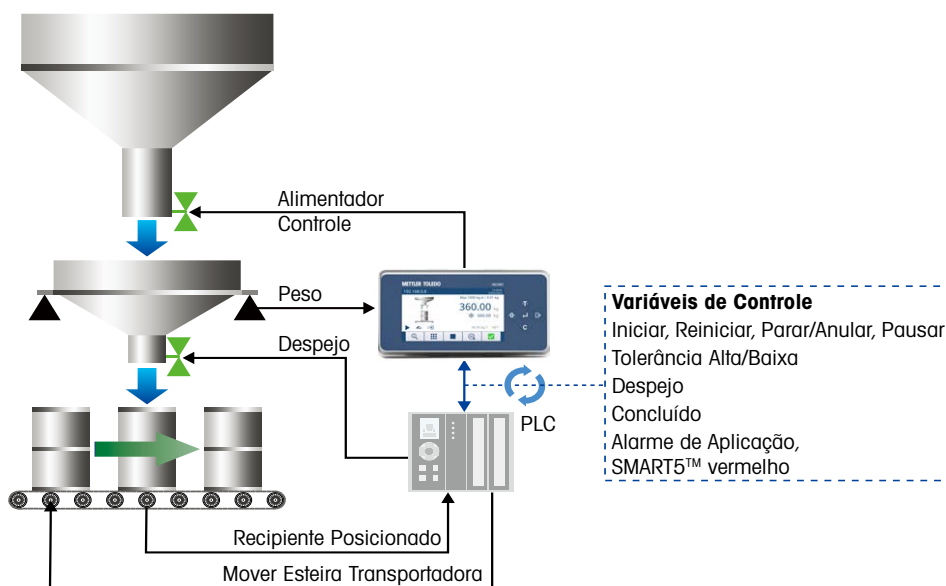 Alimentador
Controle
Peso
METTLER TOLEDO
360.00 kg
Despejo
PLC
Variáveis de Controle
Iniciar, Reiniciar, Parar/Anular, Pausar
Tolerância Alta/Baixa
Despejo
Concluído
Alarme de Aplicação,
SMART5™ vermelho
Recipiente Posicionado
Mover Esteira Transportadora